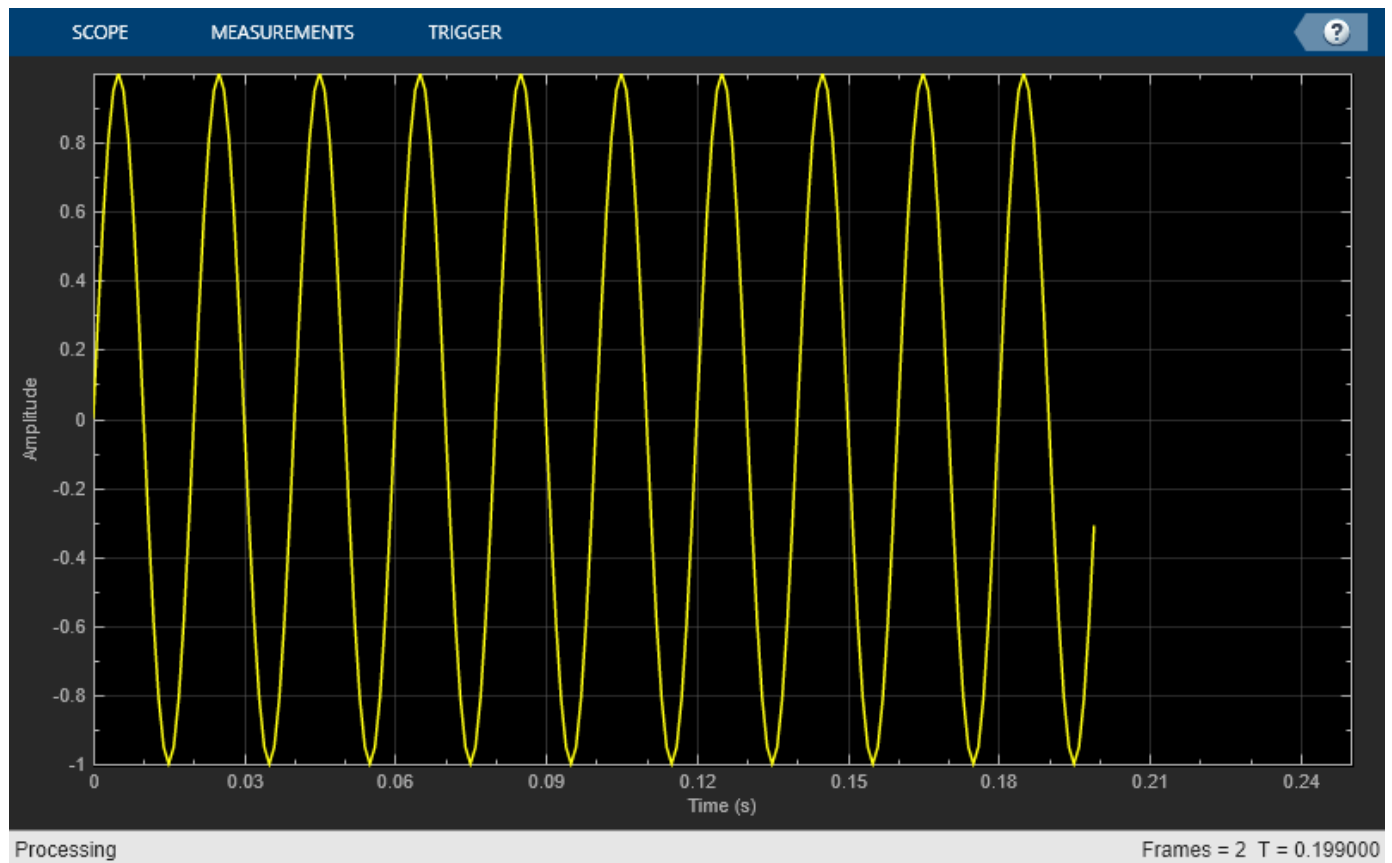 SCOPE MEASUREMENTS TRIGGER ?
0.8
0.6
0.4
0.2
0
-0.2
-0.4
-0.6
-0.8
-1
Amplitude
0 0.03 0.06 0.09 0.12 0.15 0.18 0.21 0.24
Time (s)
Processing Frames = 2 T = 0.199000